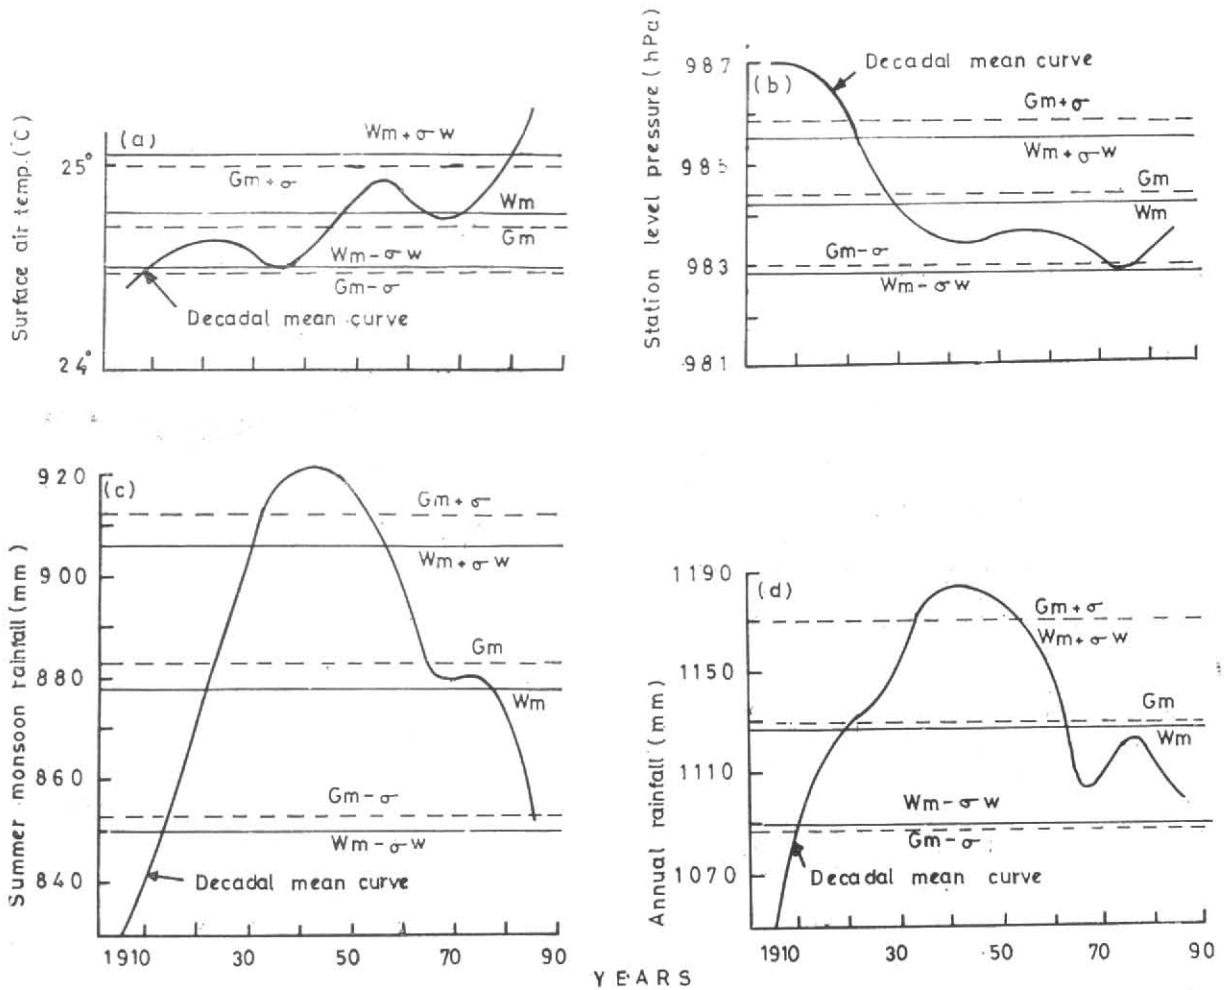 (a)
Surface air temp.(°C)
25°
24°
Wm + σ w
Gm + σ
Wm
Gm
Wm - σ w
Gm - σ
Decadal mean curve
(b)
Station level pressure (hPa)
987
985
983
981
Decadal mean curve
Gm + σ
Wm + σ w
Gm
Wm
Gm - σ
Wm - σ w
(c)
Summer monsoon rainfall (mm)
920
900
880
860
840
Gm + σ
Wm + σ w
Gm
Wm
Gm - σ
Wm - σ w
Decadal mean curve
1910 30 50 70 90
(d)
Annual rainfall (mm)
1190
1150
1110
1070
Gm + σ
Wm + σ w
Gm
Wm
Wm - σ w
Gm - σ
Decadal mean curve
1910 30 50 70 90
YEARS